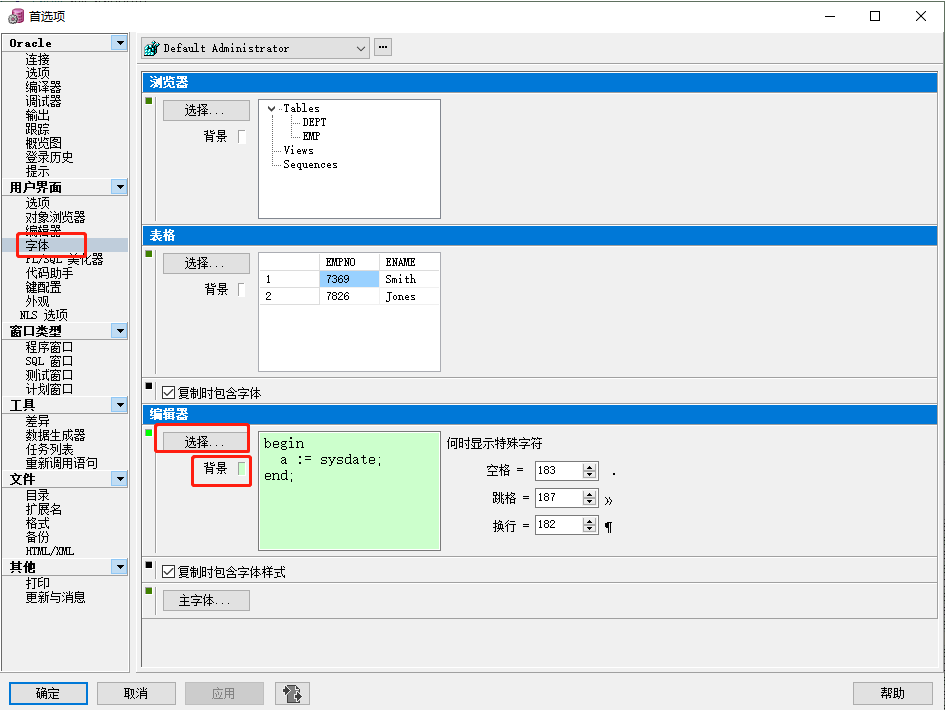 首选项
Oracle
连接
选项
编译器
调试器
输出
跟踪
概览图
登录历史
提示
用户界面
选项
对象浏览器
编辑器
字体
PL/SQL 美化器
代码助手
键配置
外观
NLS 选项
窗口类型
程序窗口
SQL 窗口
测试窗口
计划窗口
工具
差异
数据生成器
任务列表
重新调用语句
文件
目录
扩展名
格式
备份
HTML/XML
其他
打印
更新与消息
Default Administrator
浏览器
选择...
背景
Tables
DEPT
EMP
Views
Sequences
表格
选择...
背景
EMPNO ENAME
1 7369 Smith
2 7826 Jones
复制时包含字体
编辑器
选择...
背景
begin
a := sysdate;
end;
何时显示特殊字符
空格 = 183 .
跳格 = 187 »
换行 = 182 ¶
复制时包含字体样式
主字体...
确定 取消 应用 帮助